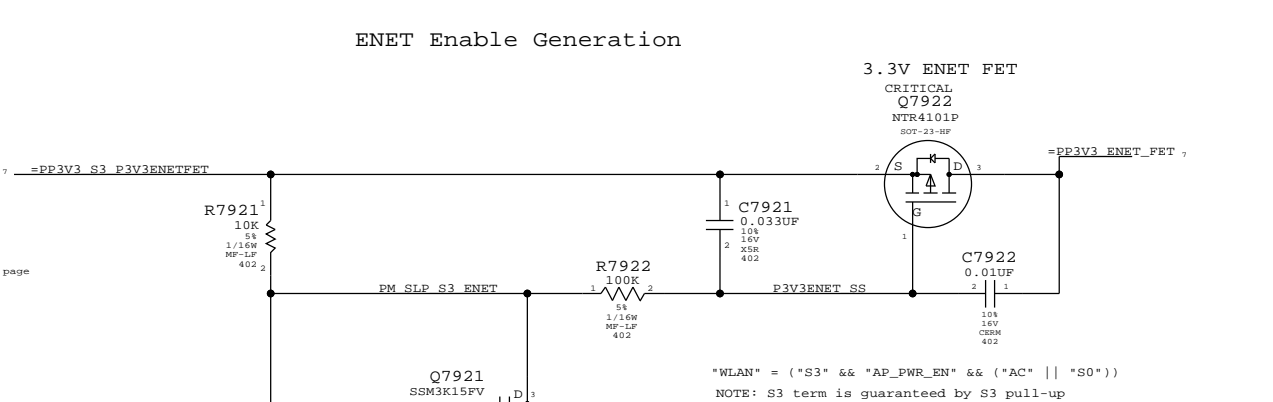 ENET Enable Generation
3.3V ENET FET
CRITICAL
Q7922
NTR4101P
SOT-23-HF
=PP3V3_ENET_FET 7
7 =PP3V3_S3_P3V3ENETFET
2 S D 3
G
1
R7921 1
10K
5%
1/16W
MF-LF
402 2
1 C7921
0.033UF
10%
16V
2 X5R
402
page
R7922
100K
1 2
5%
1/16W
MF-LF
402
PM_SLP_S3_ENET
P3V3ENET_SS
C7922
0.01UF
2 1
10%
16V
CERM
402
Q7921
SSM3K15FV
D 3
"WLAN" = ("S3" && "AP_PWR_EN" && ("AC" || "S0"))
NOTE: S3 term is guaranteed by S3 pull-up